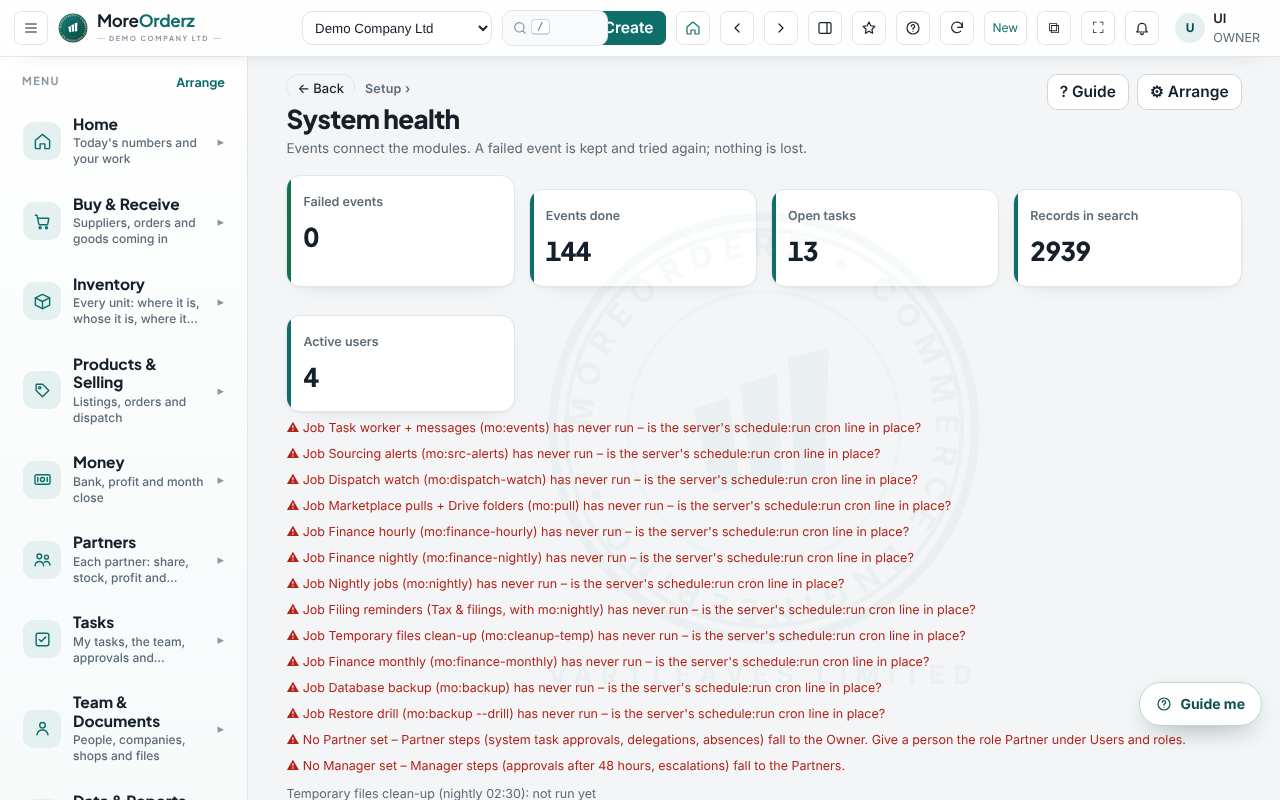 MoreOrderz
— DEMO COMPANY LTD —
Demo Company Ltd
/
Create
New
U
UI
OWNER
MENU
Arrange
Home
Today's numbers and
your work
Buy & Receive
Suppliers, orders and
goods coming in
Inventory
Every unit: where it is,
whose it is, where it...
Products &
Selling
Listings, orders and
dispatch
Money
Bank, profit and month
close
Partners
Each partner: share,
stock, profit and...
Tasks
My tasks, the team,
approvals and...
Team &
Documents
People, companies,
shops and files
Data & Reports
← Back
Setup ›
? Guide
⚙ Arrange
System health
Events connect the modules. A failed event is kept and tried again; nothing is lost.
Failed events
0
Events done
144
Open tasks
13
Records in search
2939
Active users
4
⚠ Job Task worker + messages (mo:events) has never run – is the server's schedule:run cron line in place?
⚠ Job Sourcing alerts (mo:src-alerts) has never run – is the server's schedule:run cron line in place?
⚠ Job Dispatch watch (mo:dispatch-watch) has never run – is the server's schedule:run cron line in place?
⚠ Job Marketplace pulls + Drive folders (mo:pull) has never run – is the server's schedule:run cron line in place?
⚠ Job Finance hourly (mo:finance-hourly) has never run – is the server's schedule:run cron line in place?
⚠ Job Finance nightly (mo:finance-nightly) has never run – is the server's schedule:run cron line in place?
⚠ Job Nightly jobs (mo:nightly) has never run – is the server's schedule:run cron line in place?
⚠ Job Filing reminders (Tax & filings, with mo:nightly) has never run – is the server's schedule:run cron line in place?
⚠ Job Temporary files clean-up (mo:cleanup-temp) has never run – is the server's schedule:run cron line in place?
⚠ Job Finance monthly (mo:finance-monthly) has never run – is the server's schedule:run cron line in place?
⚠ Job Database backup (mo:backup) has never run – is the server's schedule:run cron line in place?
⚠ Job Restore drill (mo:backup --drill) has never run – is the server's schedule:run cron line in place?
⚠ No Partner set – Partner steps (system task approvals, delegations, absences) fall to the Owner. Give a person the role Partner under Users and roles.
⚠ No Manager set – Manager steps (approvals after 48 hours, escalations) fall to the Partners.
Temporary files clean-up (nightly 02:30): not run yet
Guide me
MOREORDERZ • COMMERCE
LIMITED